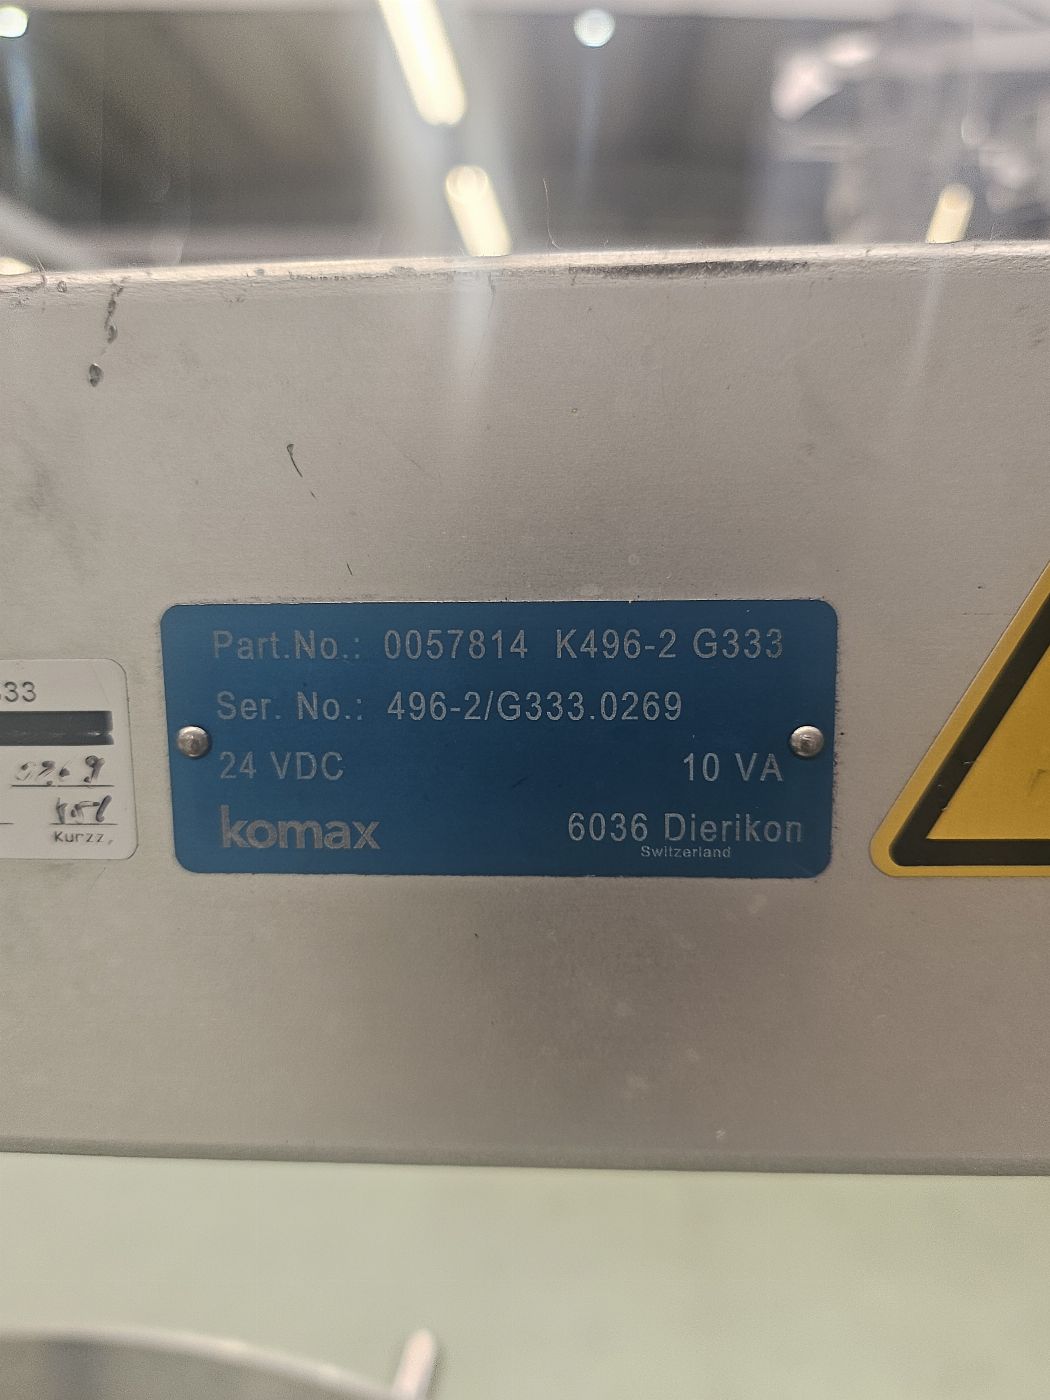 Part.No.: 0057814 K496-2 G333
Ser. No.: 496-2/G333.0269
24 VDC 10 VA
komax 6036 Dierikon
Switzerland
33
0269
Kurzz,